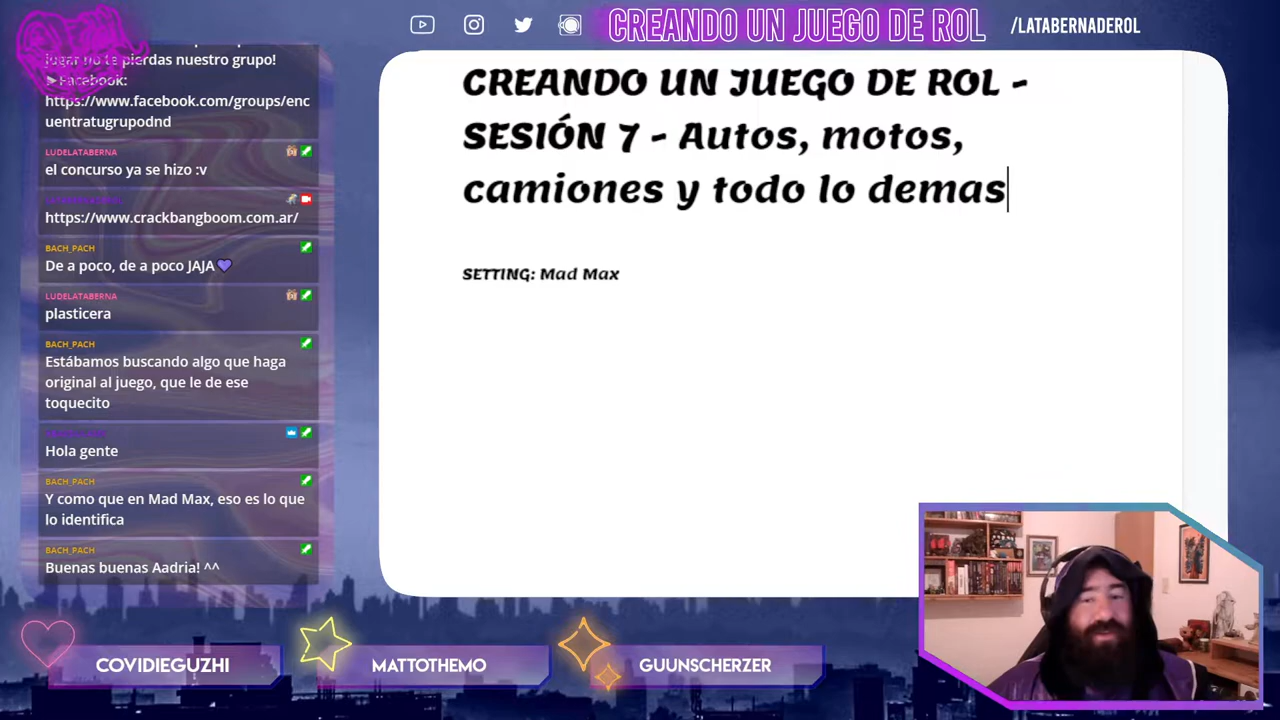 CREANDO UN JUEGO DE ROL
/LATABERNADEROL
jugar no te pierdas nuestro grupo!
►Facebook:
https://www.facebook.com/groups/enc
uentratugrupodnd
LUDELATABERNA
el concurso ya se hizo :v
https://www.crackbangboom.com.ar/
BACH_PACH
De a poco, de a poco JAJA💜
LUDELATABERNA
plasticera
BACH_PACH
Estábamos buscando algo que haga
original al juego, que le de ese
toquecito
Hola gente
BACH_PACH
Y como que en Mad Max, eso es lo que
lo identifica
BACH_PACH
Buenas buenas Aadria! ^^
CREANDO UN JUEGO DE ROL -
SESIÓN 7 - Autos, motos,
camiones y todo lo demas
SETTING: Mad Max
COVIDIEGUZHI
MATTOTHEMO
GUUNSCHERZER